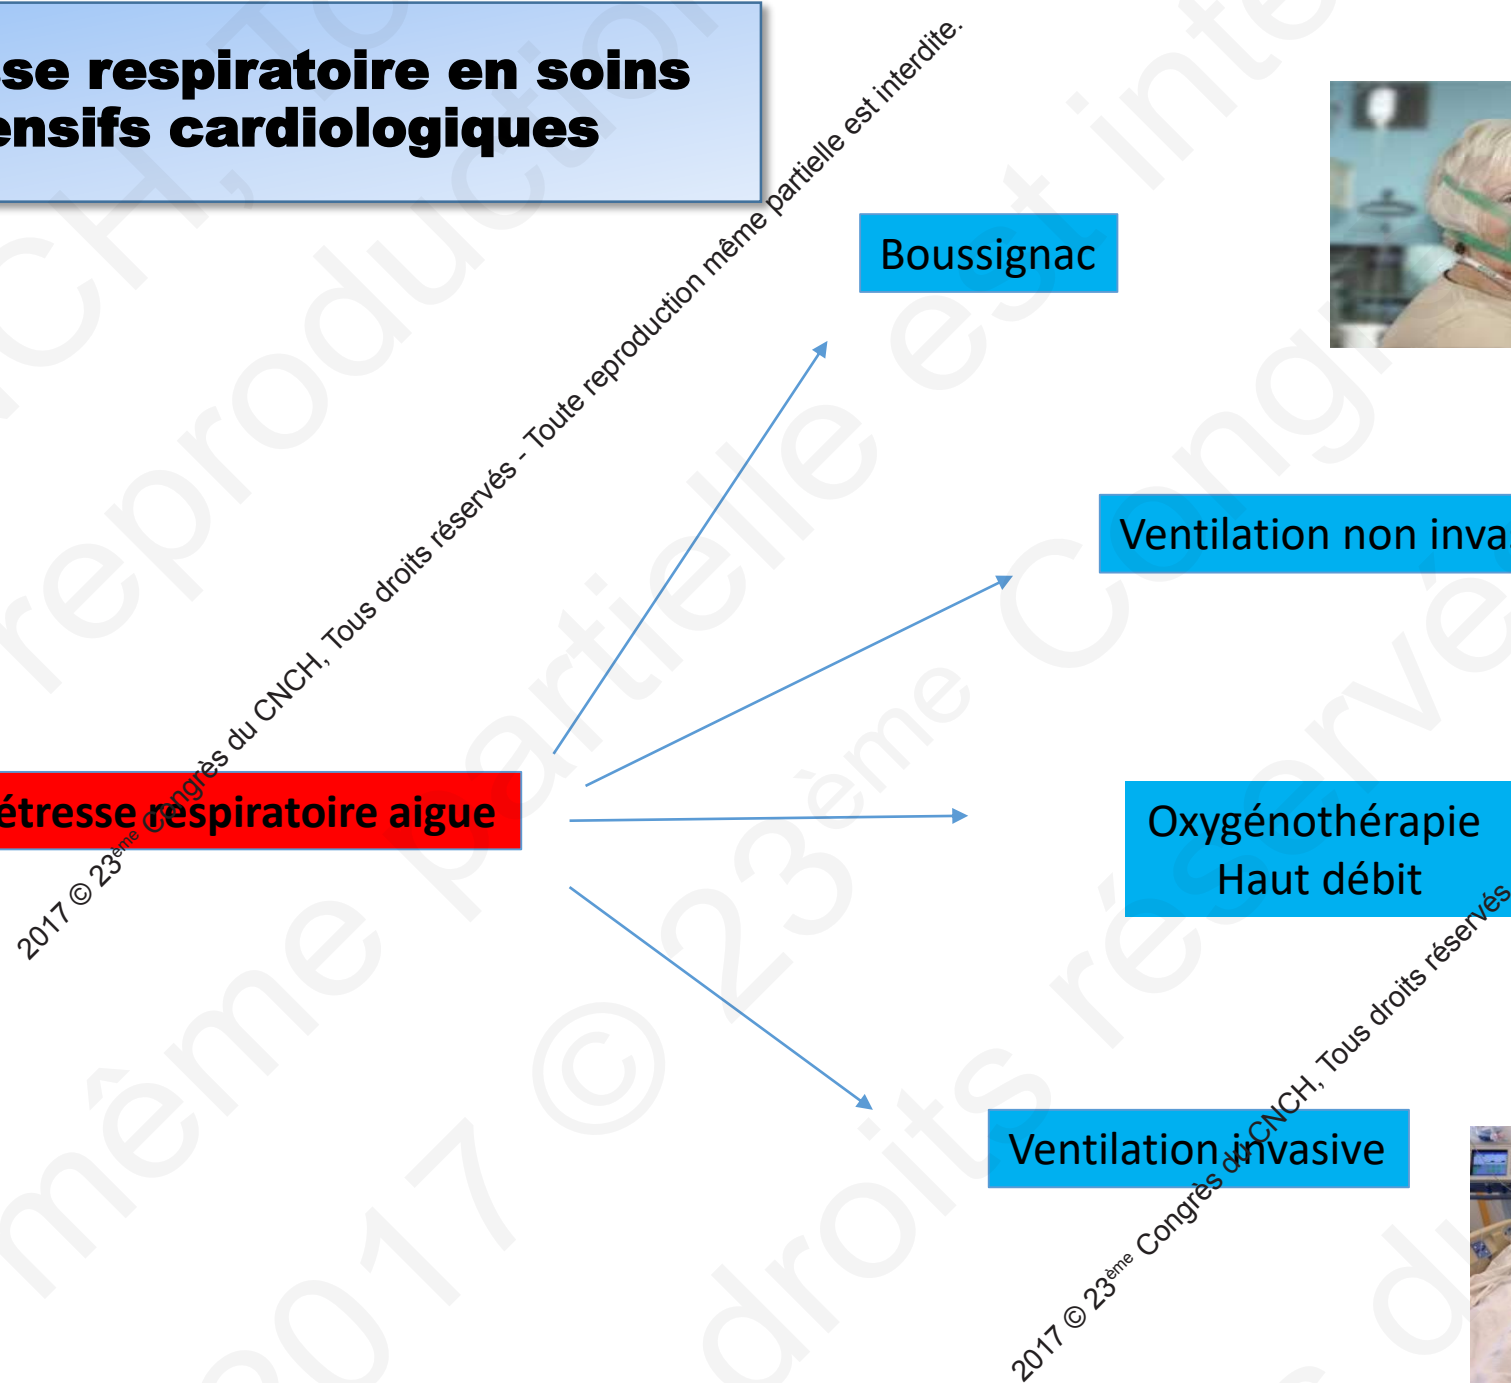 sse respiratoire en soins
ensifs cardiologiques
Boussignac
Ventilation non inva
étresse respiratoire aigue
Oxygénothérapie
Haut débit
Ventilation invasive
2017 © 23ème Congrès du CNCH, Tous droits réservés - Toute reproduction même partielle est interdite.
2017 © 23ème Congrès du CNCH, Tous droits réservés